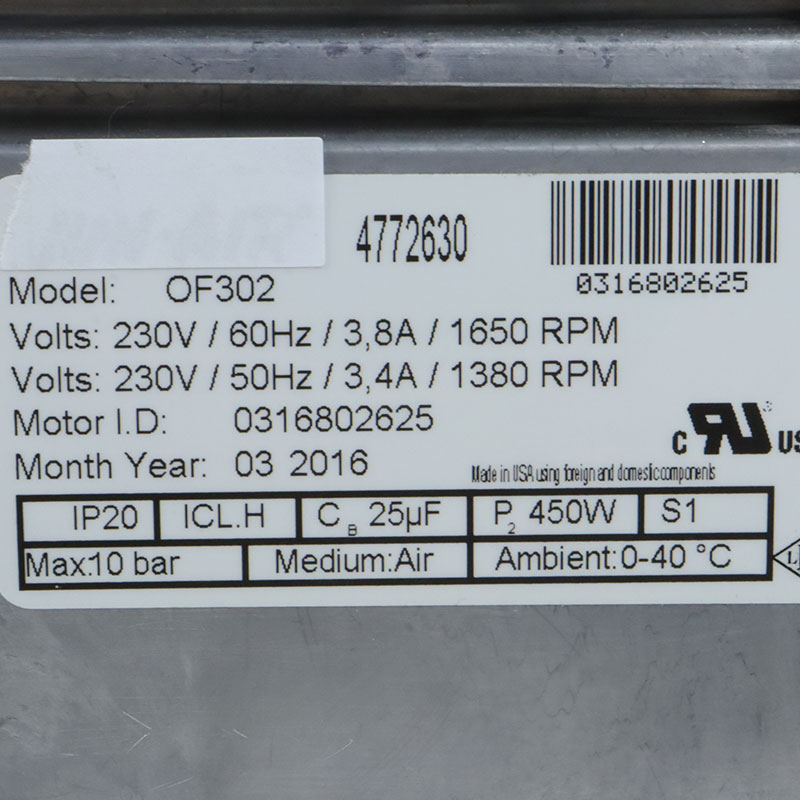 4772630
0316802625
Model: OF302
Volts: 230V / 60Hz / 3,8A / 1650 RPM
Volts: 230V / 50Hz / 3,4A / 1380 RPM
Motor I.D: 0316802625
Month Year: 03 2016
c RU ® US
Made in USA using foreign and domestic components
IP20 ICL.H CB 25µF P2 450W S1
Max:10 bar Medium:Air Ambient:0-40 °C